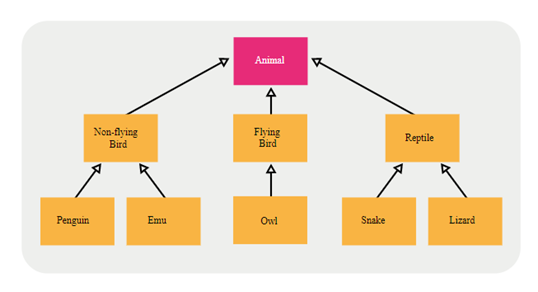 Animal
Non-flying
Bird
Flying
Bird
Reptile
Penguin
Emu
Owl
Snake
Lizard